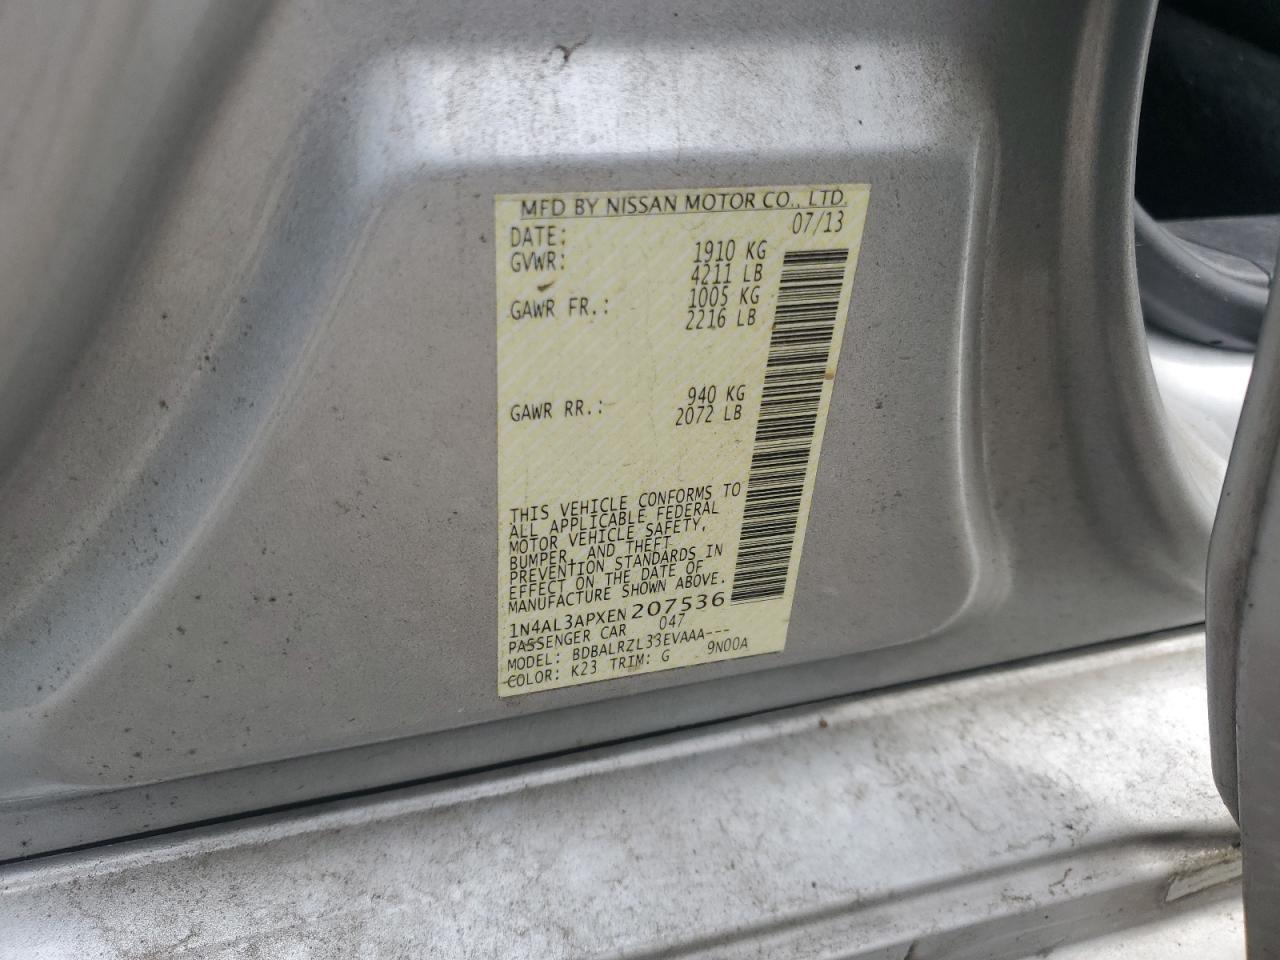 MFD BY NISSAN MOTOR CO., LTD.
DATE: 07/13
GVWR: 1910 KG
4211 LB
GAWR FR.: 1005 KG
2216 LB
GAWR RR.: 940 KG
2072 LB
THIS VEHICLE CONFORMS TO
ALL APPLICABLE FEDERAL
MOTOR VEHICLE SAFETY,
BUMPER, AND THEFT
PREVENTION STANDARDS IN
EFFECT ON THE DATE OF
MANUFACTURE SHOWN ABOVE.
1N4AL3APXEN207536
PASSENGER CAR 047
MODEL: BDBALRZL33EVAAA---
COLOR: K23 TRIM: G 9N00A